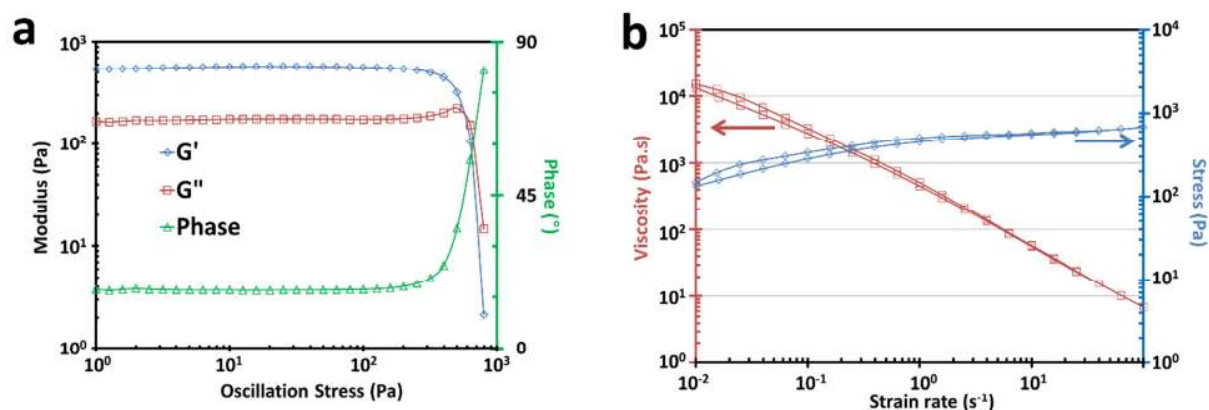 a
10³
10²
10¹
10⁰
Modulus (Pa)
G'
G"
Phase
90
45
0
Phase (°)
10⁰ 10¹ 10² 10³
Oscillation Stress (Pa)
b
10⁵
10⁴
10³
10²
10¹
10⁰
Viscosity (Pa.s)
10⁴
10³
10²
10¹
10⁰
Stress
(Pa)
10⁻² 10⁻¹ 10⁰ 10¹
Strain rate (s⁻¹)